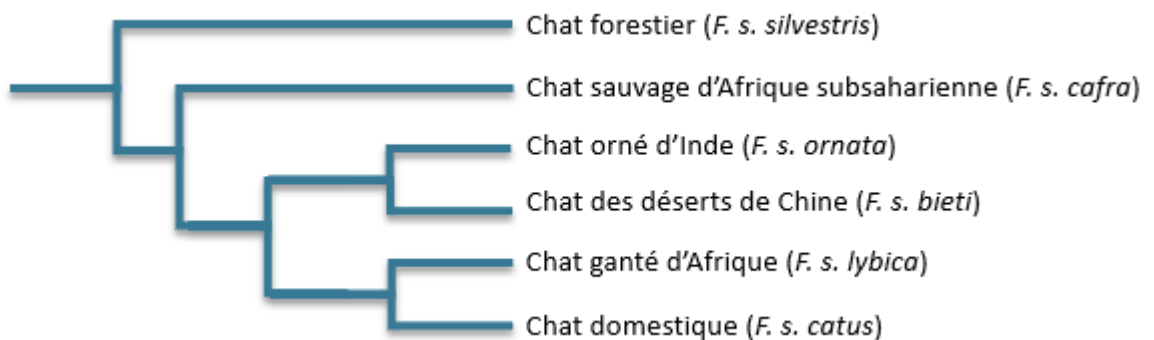 Chat forestier (F. s. silvestris)
Chat sauvage d’Afrique subsaharienne (F. s. cafra)
Chat orné d’Inde (F. s. ornata)
Chat des déserts de Chine (F. s. bieti)
Chat ganté d’Afrique (F. s. lybica)
Chat domestique (F. s. catus)